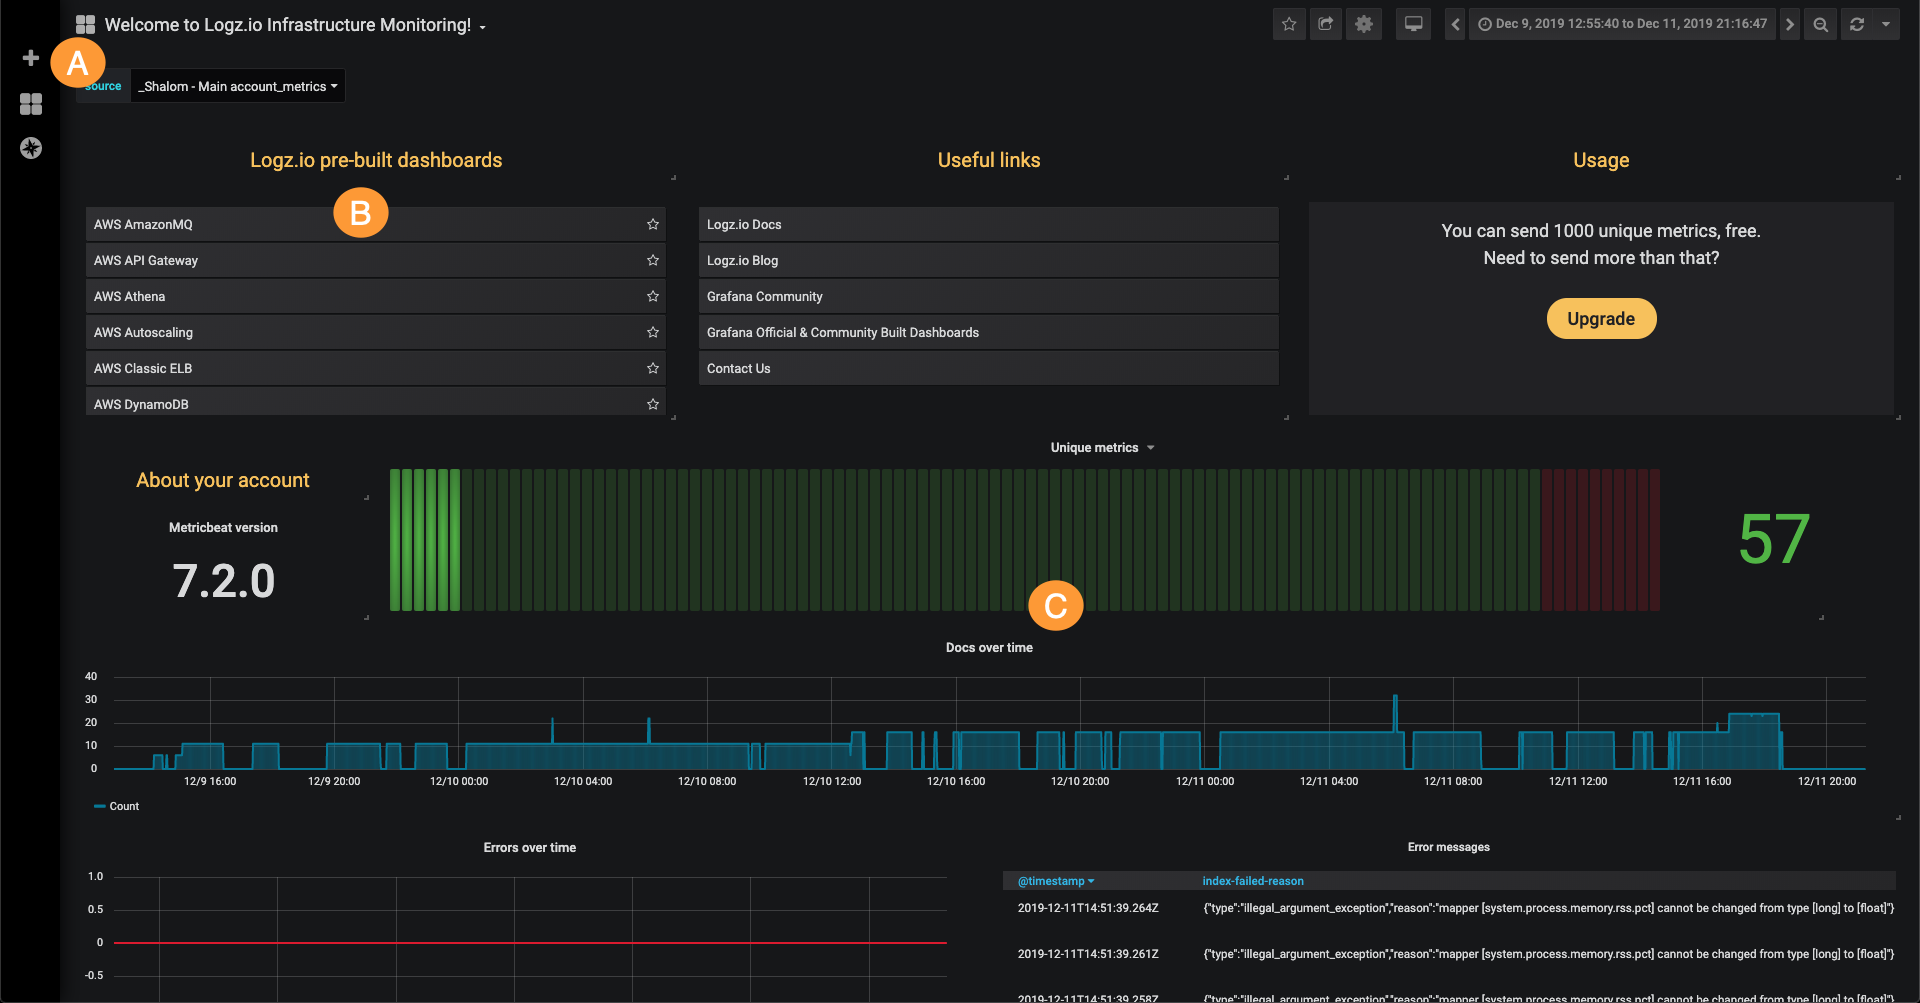 Welcome to Logz.io Infrastructure Monitoring!
Dec 9, 2019 12:55:40 to Dec 11, 2019 21:16:47
A
source
_Shalom - Main account_metrics
Logz.io pre-built dashboards
B
AWS AmazonMQ
AWS API Gateway
AWS Athena
AWS Autoscaling
AWS Classic ELB
AWS DynamoDB
Useful links
Logz.io Docs
Logz.io Blog
Grafana Community
Grafana Official & Community Built Dashboards
Contact Us
Usage
You can send 1000 unique metrics, free.
Need to send more than that?
Upgrade
About your account
Metricbeat version
7.2.0
Unique metrics
57
C
Docs over time
40
30
20
10
0
12/9 16:00
12/9 20:00
12/10 00:00
12/10 04:00
12/10 08:00
12/10 12:00
12/10 16:00
12/10 20:00
12/11 00:00
12/11 04:00
12/11 08:00
12/11 12:00
12/11 16:00
12/11 20:00
Count
Errors over time
1.0
0.5
0
-0.5
Error messages
@timestamp
index-failed-reason
2019-12-11T14:51:39.264Z
{"type":"illegal_argument_exception","reason":"mapper [system.process.memory.rss.pct] cannot be changed from type [long] to [float]"}
2019-12-11T14:51:39.261Z
{"type":"illegal_argument_exception","reason":"mapper [system.process.memory.rss.pct] cannot be changed from type [long] to [float]"}
2019-12-11T14:51:39.258Z
{"type":"illegal_argument_exception","reason":"mapper [system.process.memory.rss.pct] cannot be changed from type [long] to [float]"}